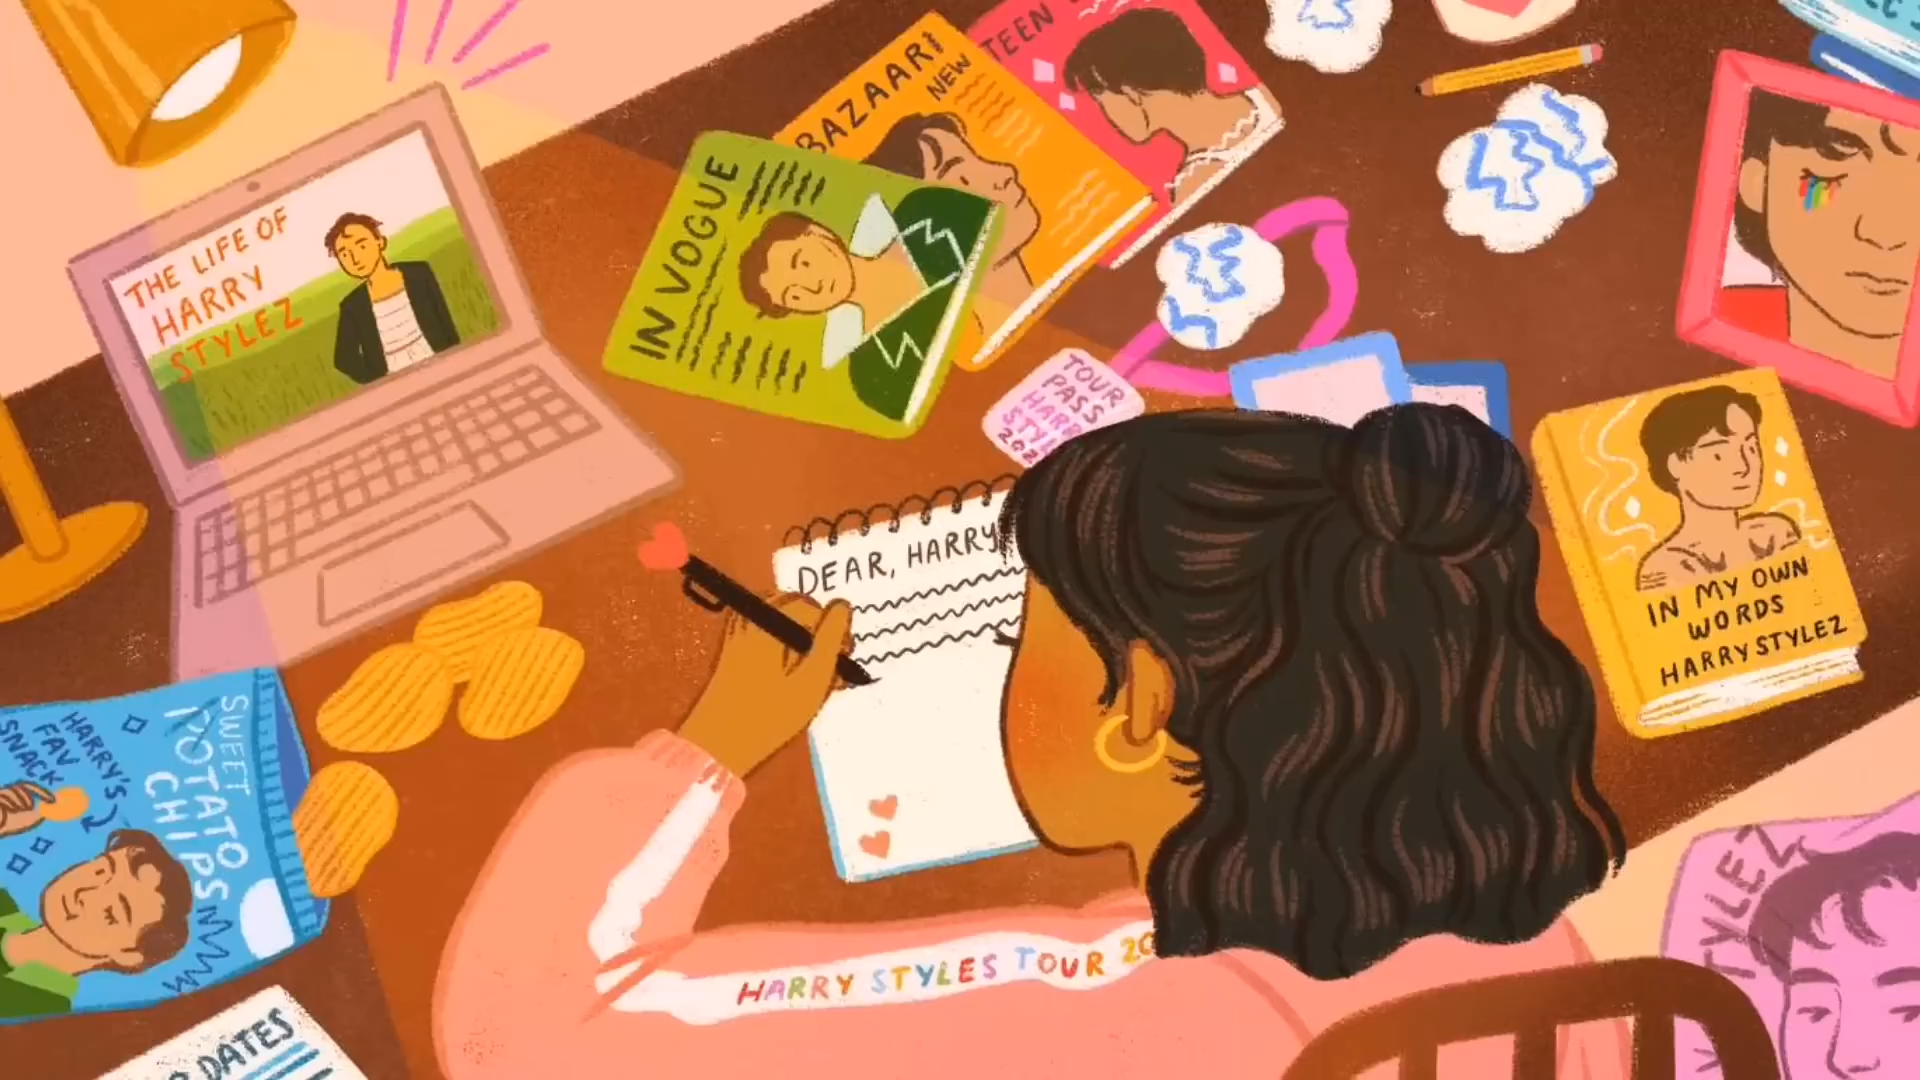 THE LIFE OF
HARRY
STYLEZ
IN VOGUE
BAZAAR!
NEW
TEEN
TOUR
PASS
DEAR, HARRY
IN MY OWN
WORDS
HARRY STYLEZ
SWEET
POTATO
CHIPS
HARRY'S
FAV
SNACK
HARRY STYLES TOUR
DATES